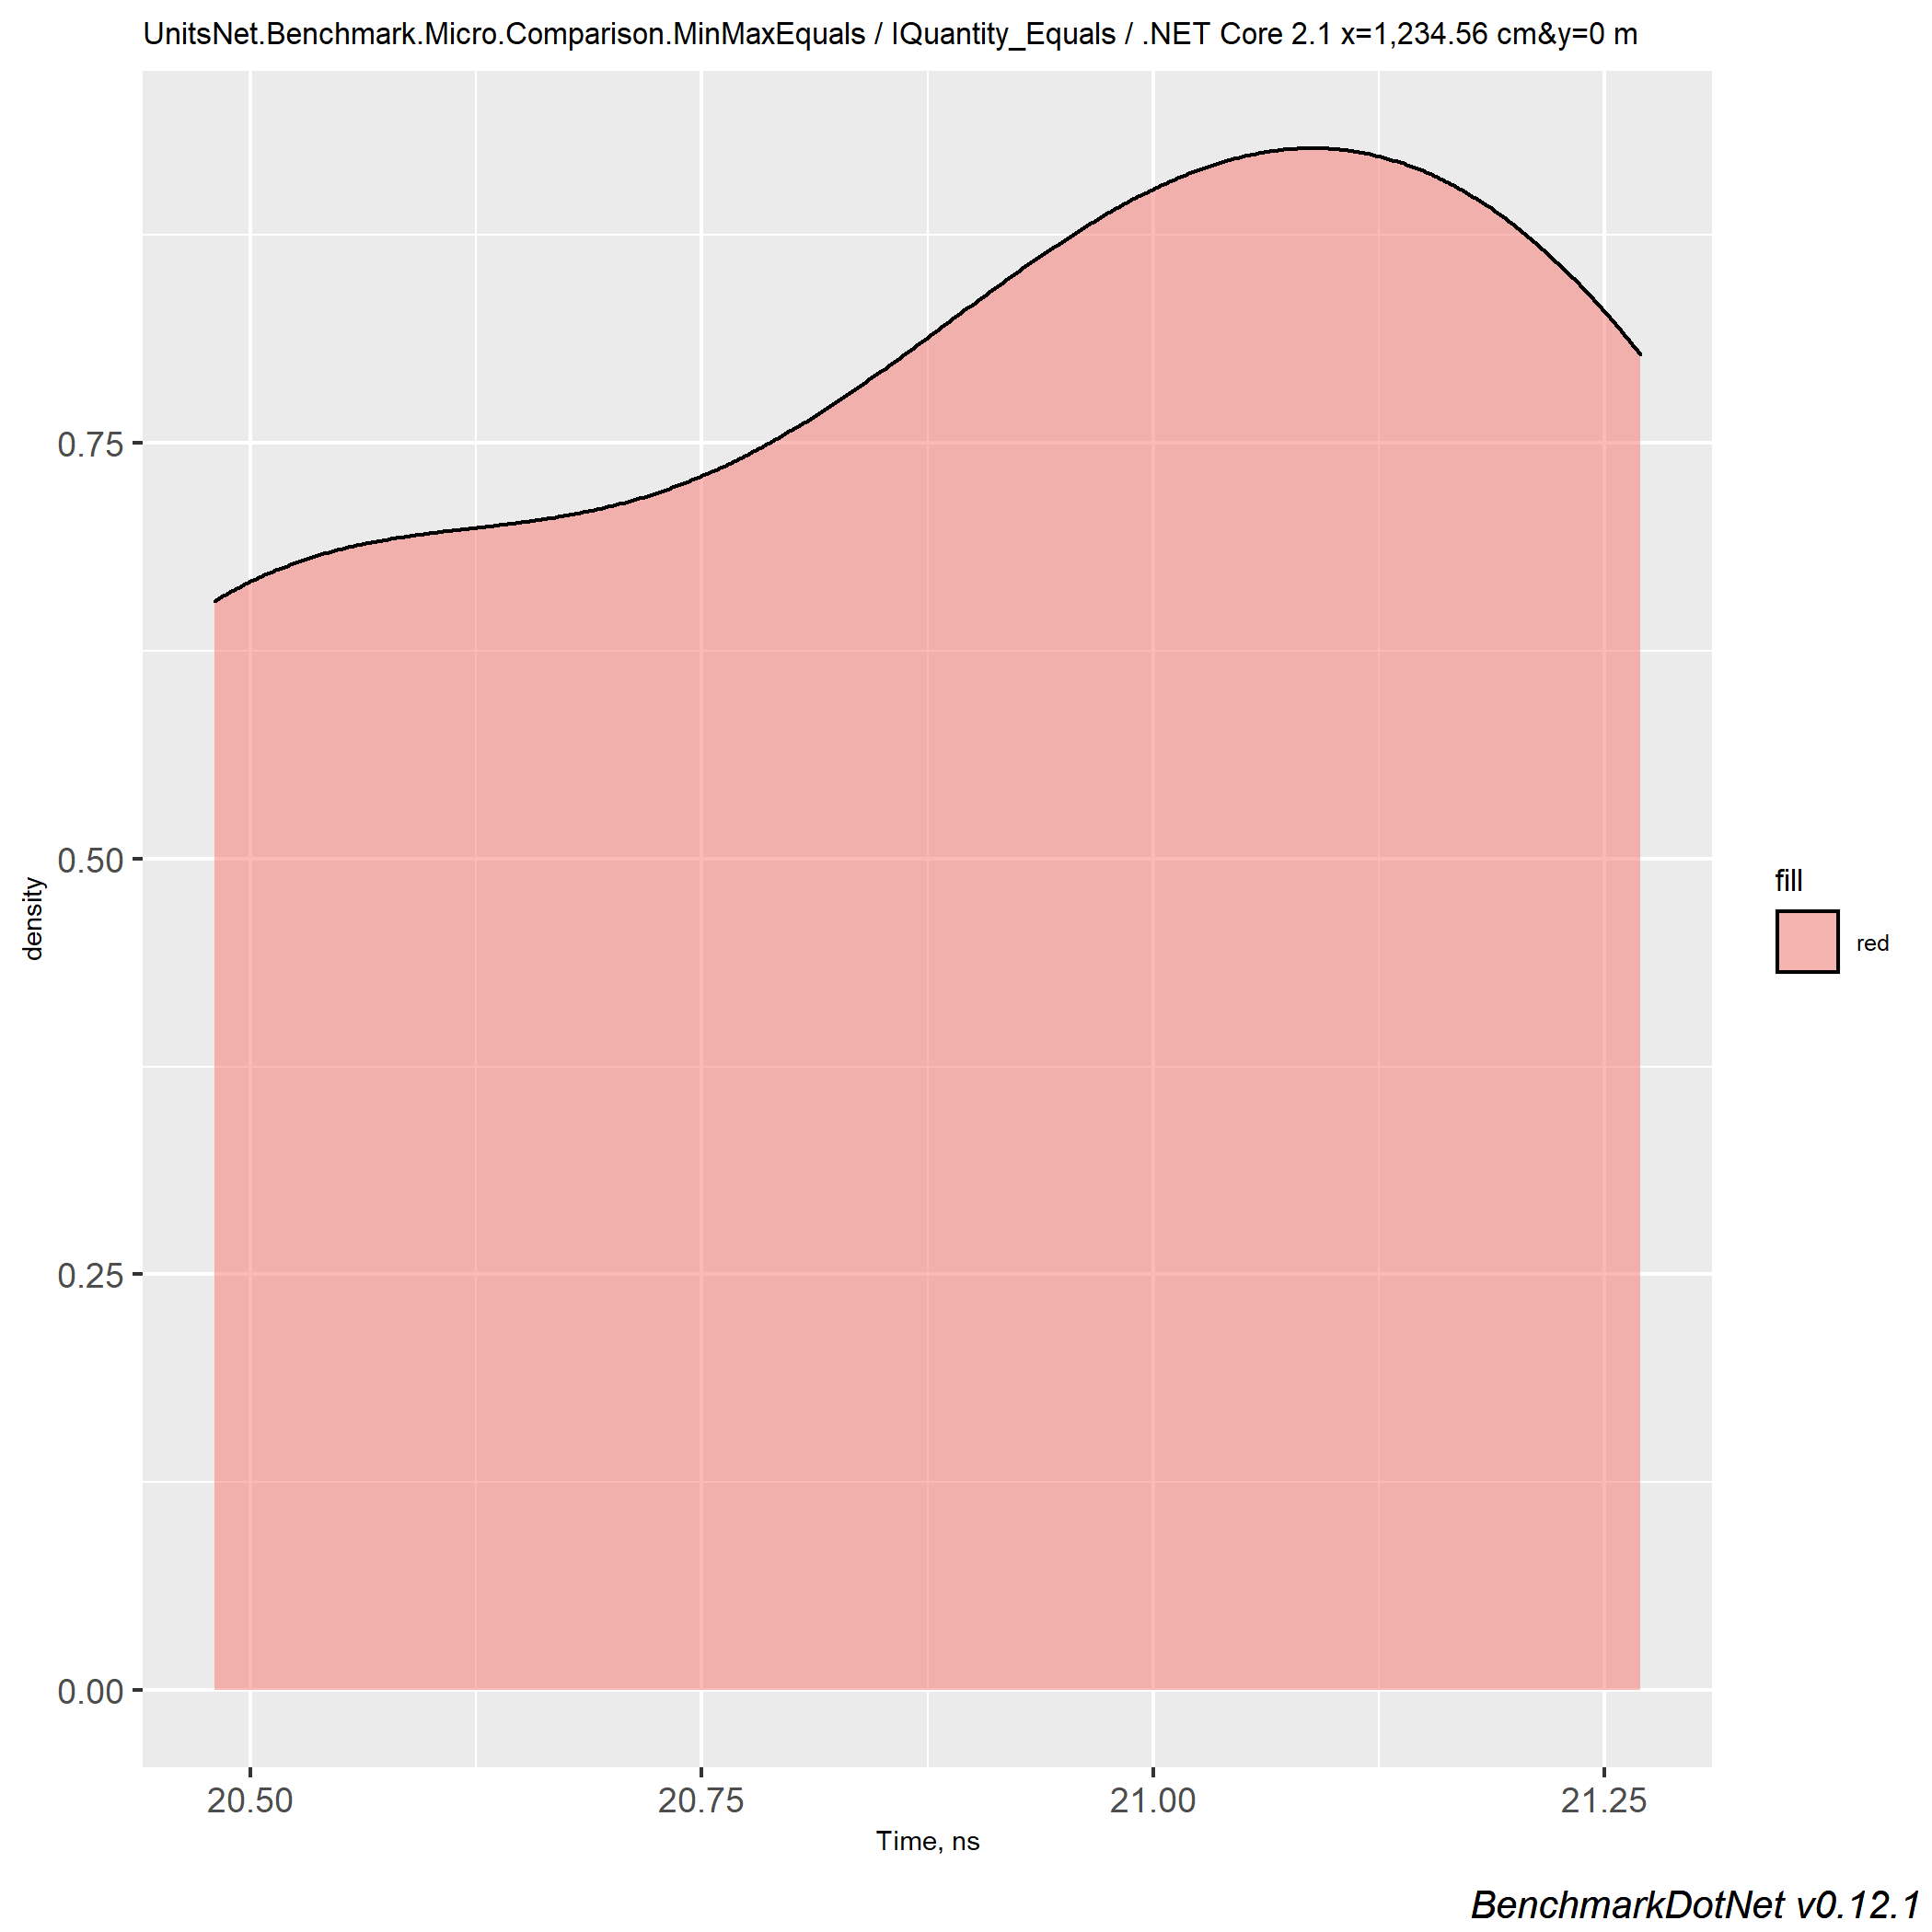 UnitsNet.Benchmark.Micro.Comparison.MinMaxEquals / IQuantity_Equals / .NET Core 2.1 x=1,234.56 cm&y=0 m
0.75
0.50
0.25
0.00
density
20.50 20.75 21.00 21.25
Time, ns
fill
red
BenchmarkDotNet v0.12.1